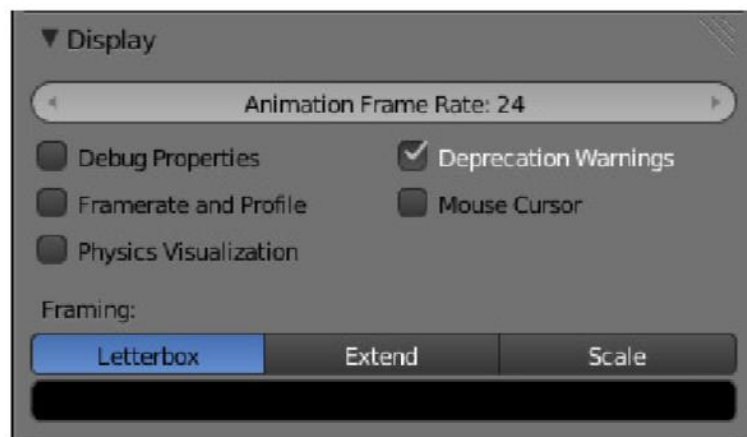 Display
Animation Frame Rate: 24
Debug Properties
Deprecation Warnings
Framerate and Profile
Mouse Cursor
Physics Visualization
Framing:
Letterbox
Extend
Scale